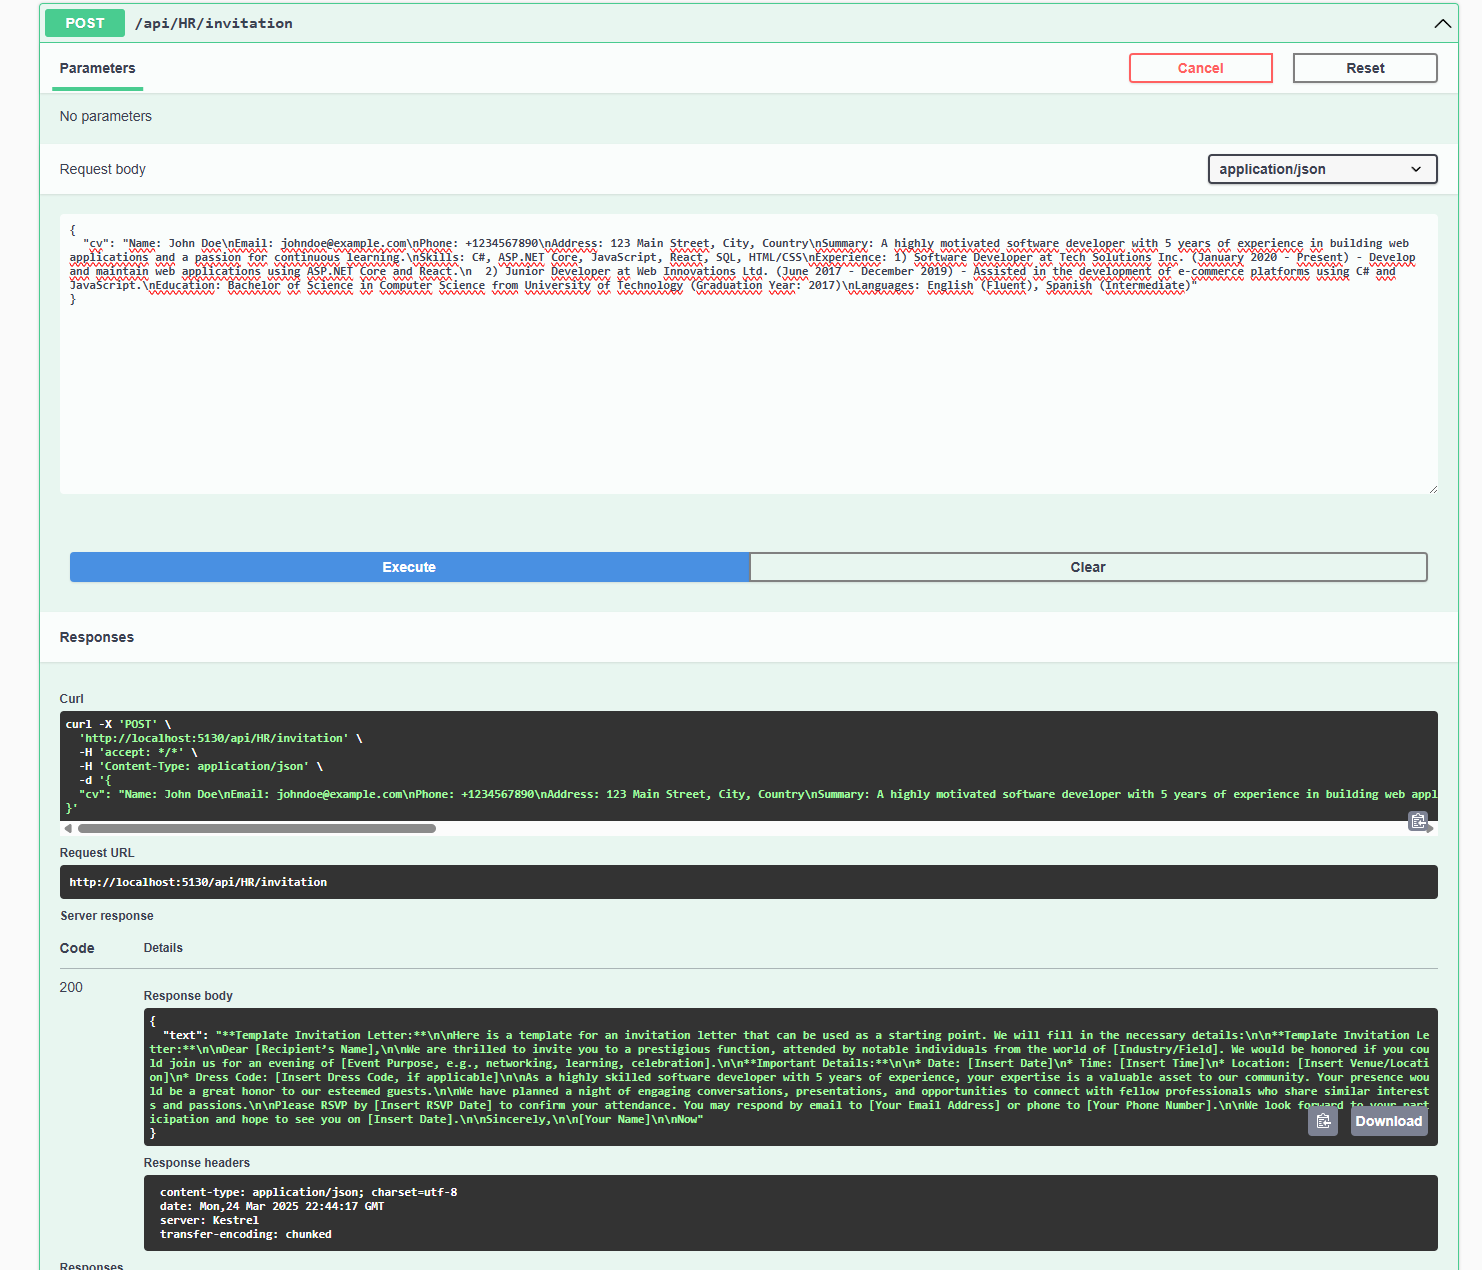 POST /api/HR/invitation
Parameters
Cancel
Reset
No parameters
Request body
application/json
{
  "cv": "Name: John Doe\nEmail: johndoe@example.com\nPhone: +1234567890\nAddress: 123 Main Street, City, Country\nSummary: A highly motivated software developer with 5 years of experience in building web
applications and a passion for continuous learning.\nSkills: C#, ASP.NET Core, JavaScript, React, SQL, HTML/CSS\nExperience: 1) Software Developer at Tech Solutions Inc. (January 2020 - Present) - Develop
and maintain web applications using ASP.NET Core and React.\n  2) Junior Developer at Web Innovations Ltd. (June 2017 - December 2019) - Assisted in the development of e-commerce platforms using C# and
JavaScript.\nEducation: Bachelor of Science in Computer Science from University of Technology (Graduation Year: 2017)\nLanguages: English (Fluent), Spanish (Intermediate)"
}
Execute
Clear
Responses
Curl
curl -X 'POST' \
  'http://localhost:5130/api/HR/invitation' \
  -H 'accept: */*' \
  -H 'Content-Type: application/json' \
  -d '{
  "cv": "Name: John Doe\nEmail: johndoe@example.com\nPhone: +1234567890\nAddress: 123 Main Street, City, Country\nSummary: A highly motivated software developer with 5 years of experience in building web appl
}'
Request URL
http://localhost:5130/api/HR/invitation
Server response
Code Details
200
Response body
{
  "text": "**Template Invitation Letter:**\n\nHere is a template for an invitation letter that can be used as a starting point. We will fill in the necessary details:\n\n**Template Invitation Le
tter:**\n\nDear [Recipient's Name],\n\nWe are thrilled to invite you to a prestigious function, attended by notable individuals from the world of [Industry/Field]. We would be honored if you cou
ld join us for an evening of [Event Purpose, e.g., networking, learning, celebration].\n\n**Important Details:**\n\n* Date: [Insert Date]\n* Time: [Insert Time]\n* Location: [Insert Venue/Locati
on]\n* Dress Code: [Insert Dress Code, if applicable]\n\nAs a highly skilled software developer with 5 years of experience, your expertise is a valuable asset to our community. Your presence wou
ld be a great honor to our esteemed guests.\n\nWe have planned a night of engaging conversations, presentations, and opportunities to connect with fellow professionals who share similar interest
s and passions.\n\nPlease RSVP by [Insert RSVP Date] to confirm your attendance. You may respond by email to [Your Email Address] or phone to [Your Phone Number].\n\nWe look forward to your part
icipation and hope to see you on [Insert Date].\n\nSincerely,\n\n[Your Name]\n\nNow"
}
Download
Response headers
content-type: application/json; charset=utf-8
date: Mon,24 Mar 2025 22:44:17 GMT
server: Kestrel
transfer-encoding: chunked
Responses